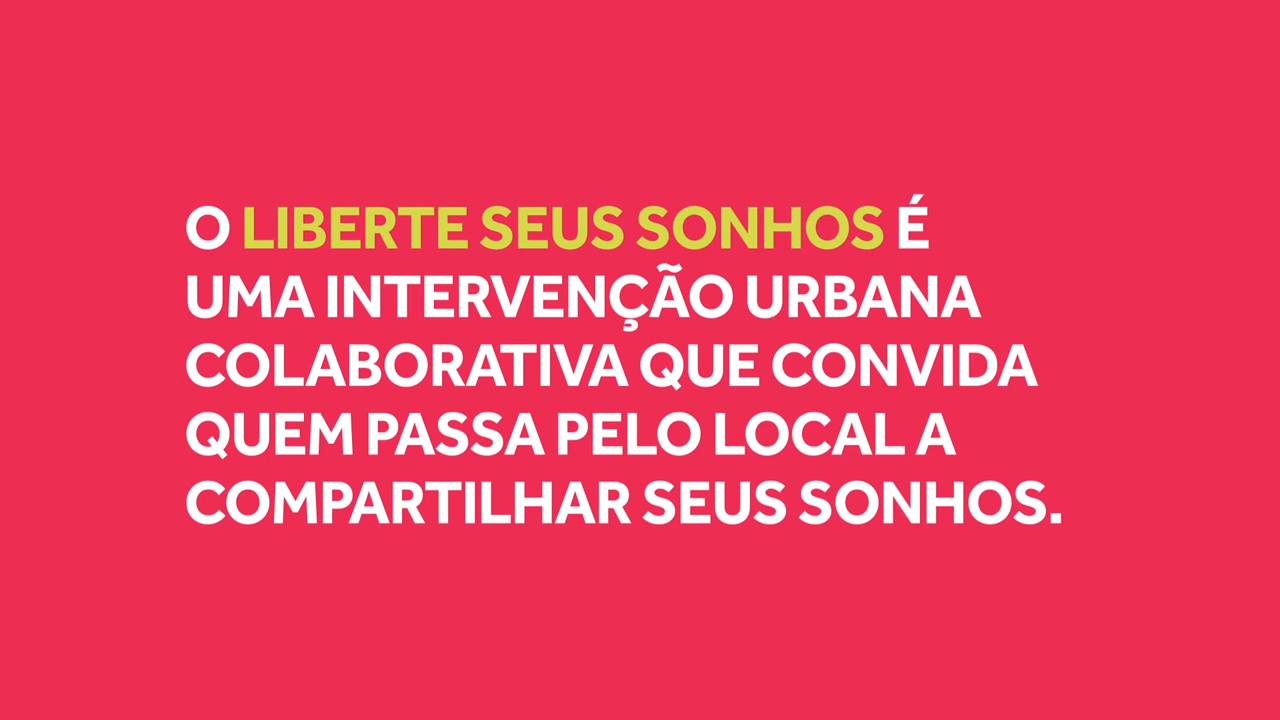 O LIBERTE SEUS SONHOS É
UMA INTERVENÇÃO URBANA
COLABORATIVA QUE CONVIDA
QUEM PASSA PELO LOCAL A
COMPARTILHAR SEUS SONHOS.